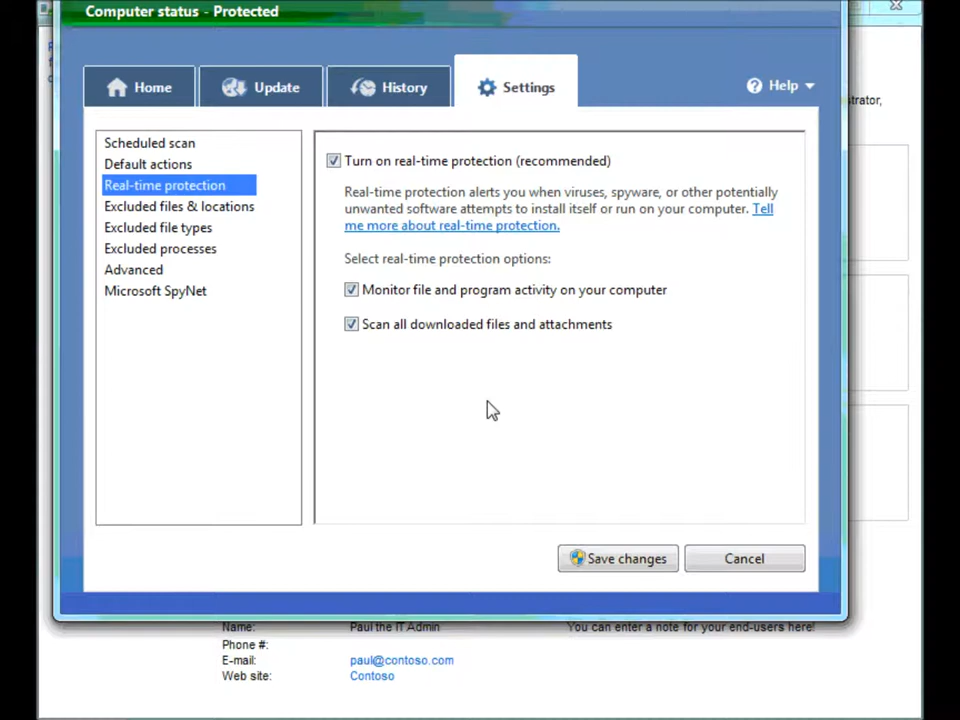 Computer status - Protected
Home
Update
History
Settings
Help
strator,
Scheduled scan
Default actions
Real-time protection
Excluded files & locations
Excluded file types
Excluded processes
Advanced
Microsoft SpyNet
Turn on real-time protection (recommended)
Real-time protection alerts you when viruses, spyware, or other potentially
unwanted software attempts to install itself or run on your computer. Tell
me more about real-time protection.
Select real-time protection options:
Monitor file and program activity on your computer
Scan all downloaded files and attachments
Save changes
Cancel
Name: Paul the IT Admin You can enter a note for your end-users here!
Phone #:
E-mail: paul@contoso.com
Web site: Contoso